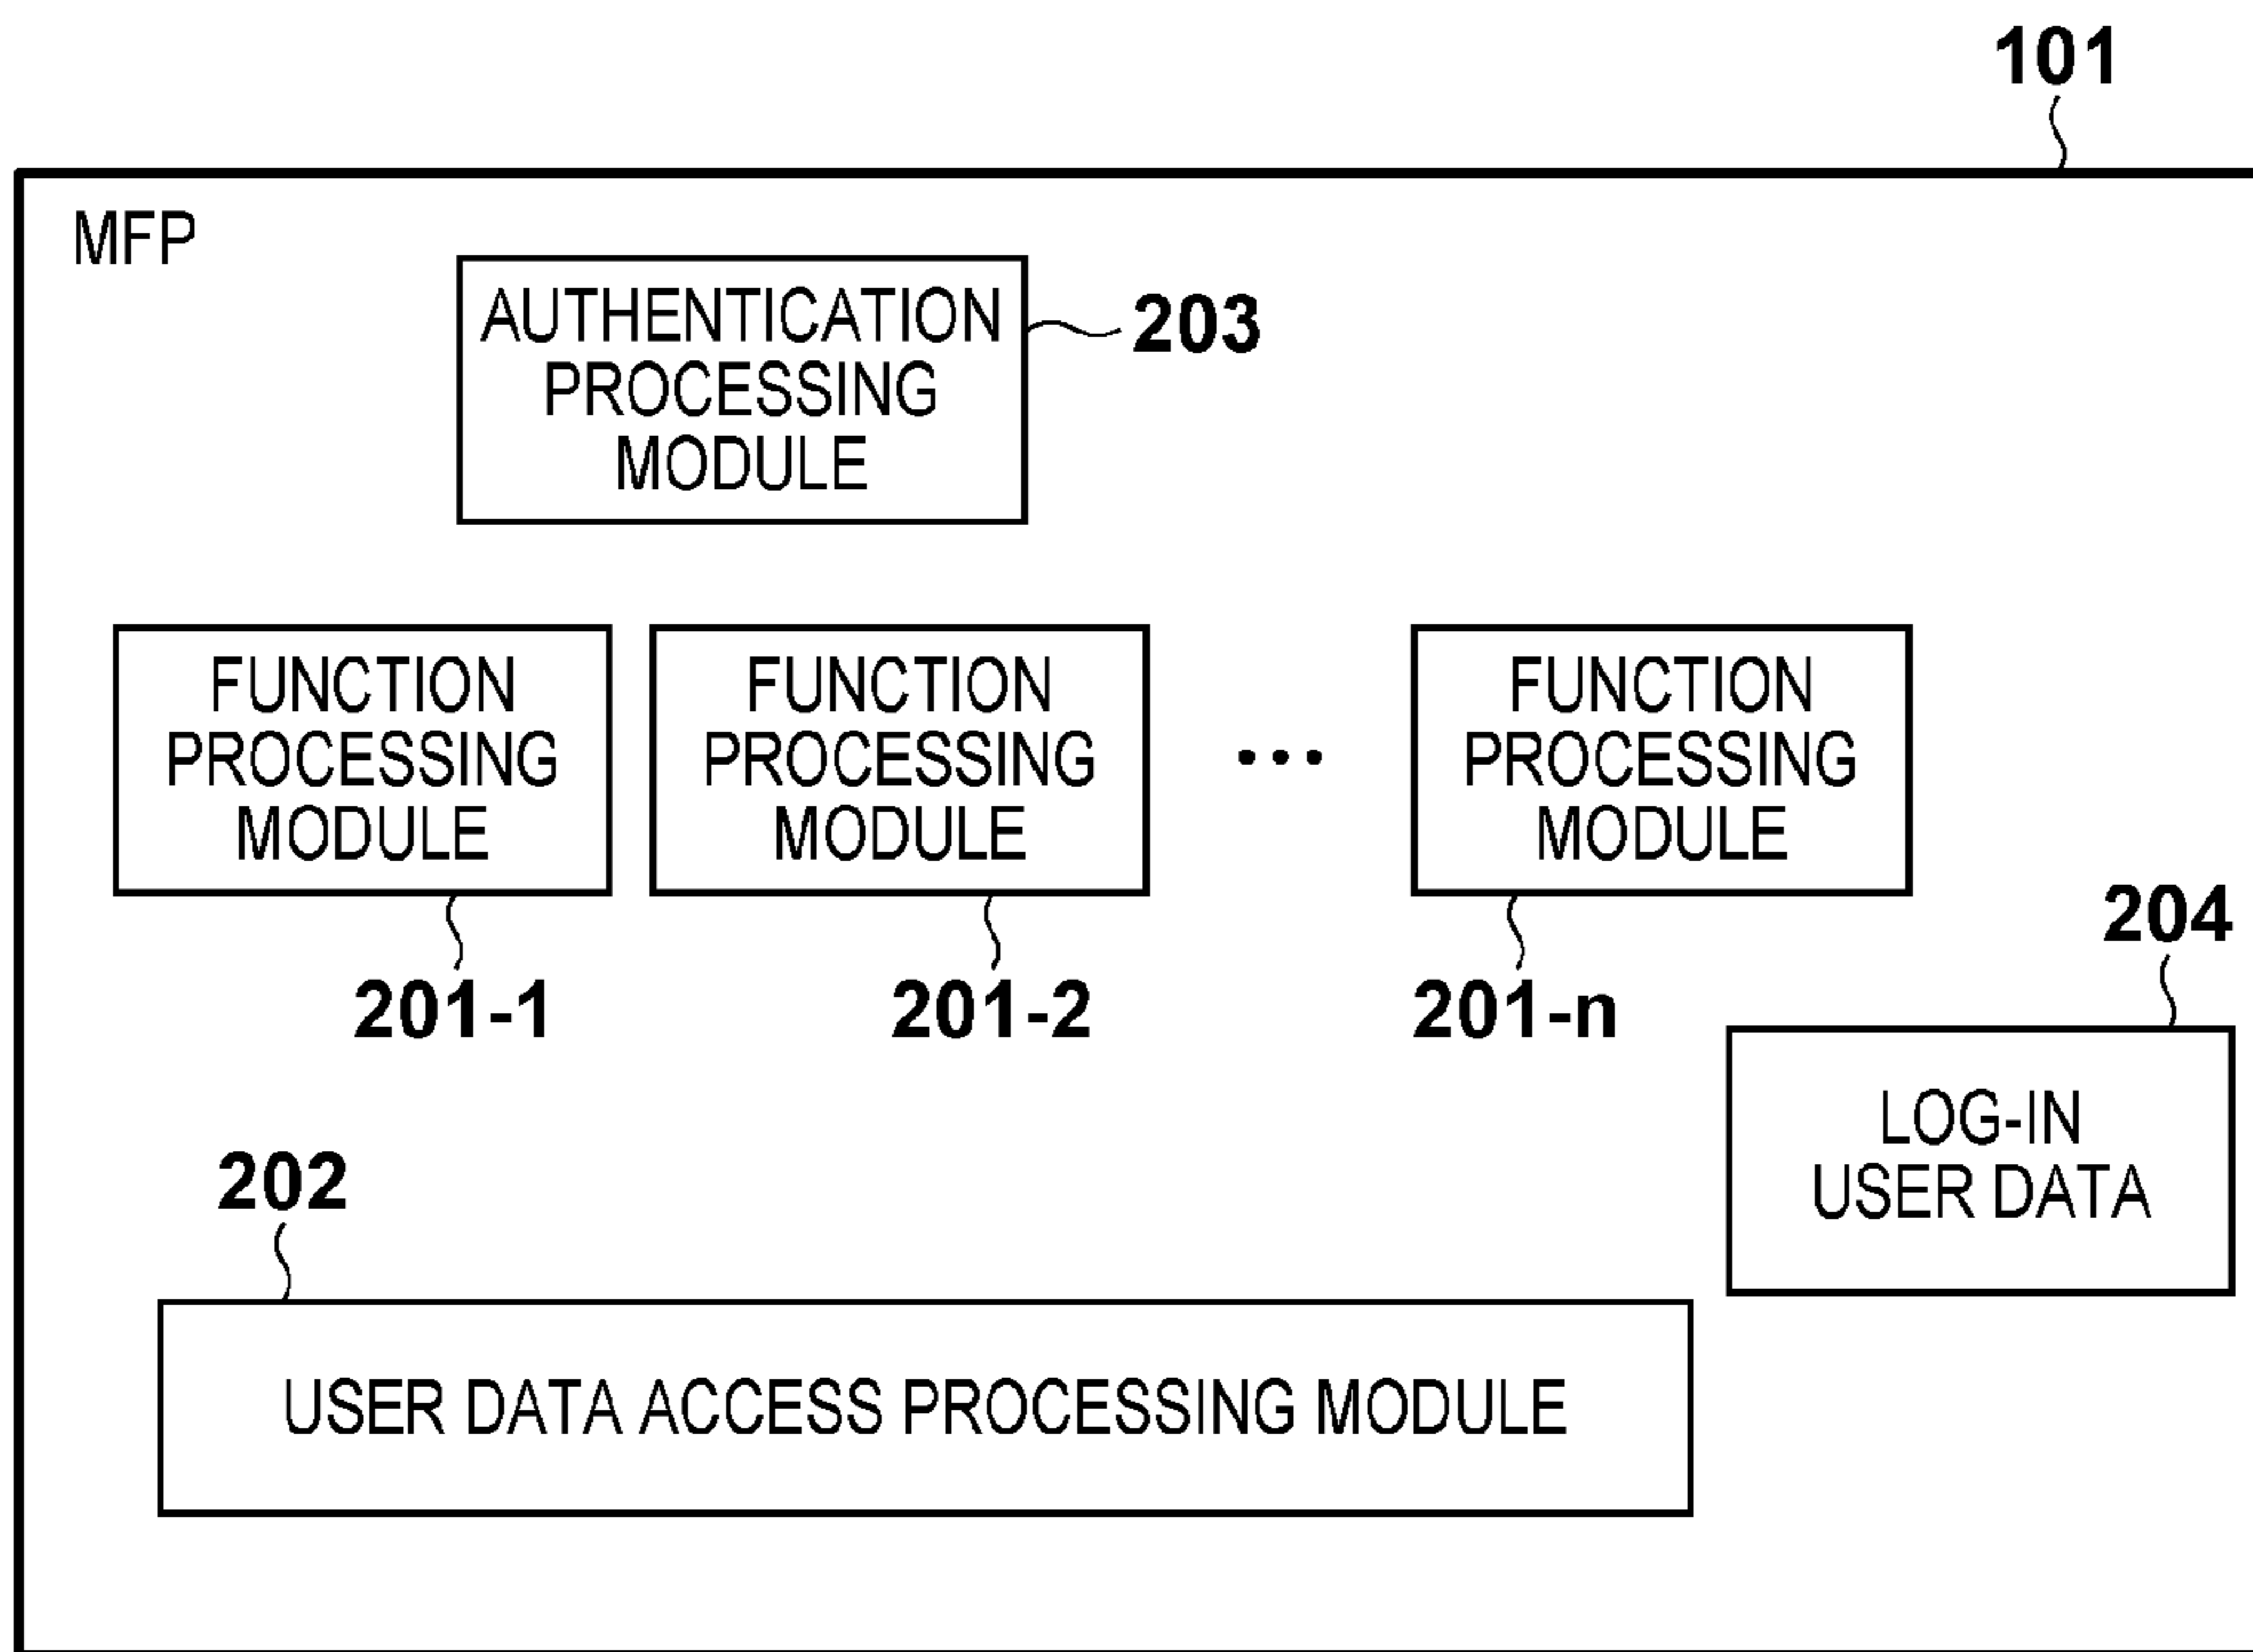 101
MFP
AUTHENTICATION
PROCESSING
MODULE
203
FUNCTION
PROCESSING
MODULE
201-1
FUNCTION
PROCESSING
MODULE
201-2
...
FUNCTION
PROCESSING
MODULE
201-n
204
LOG-IN
USER DATA
202
USER DATA ACCESS PROCESSING MODULE